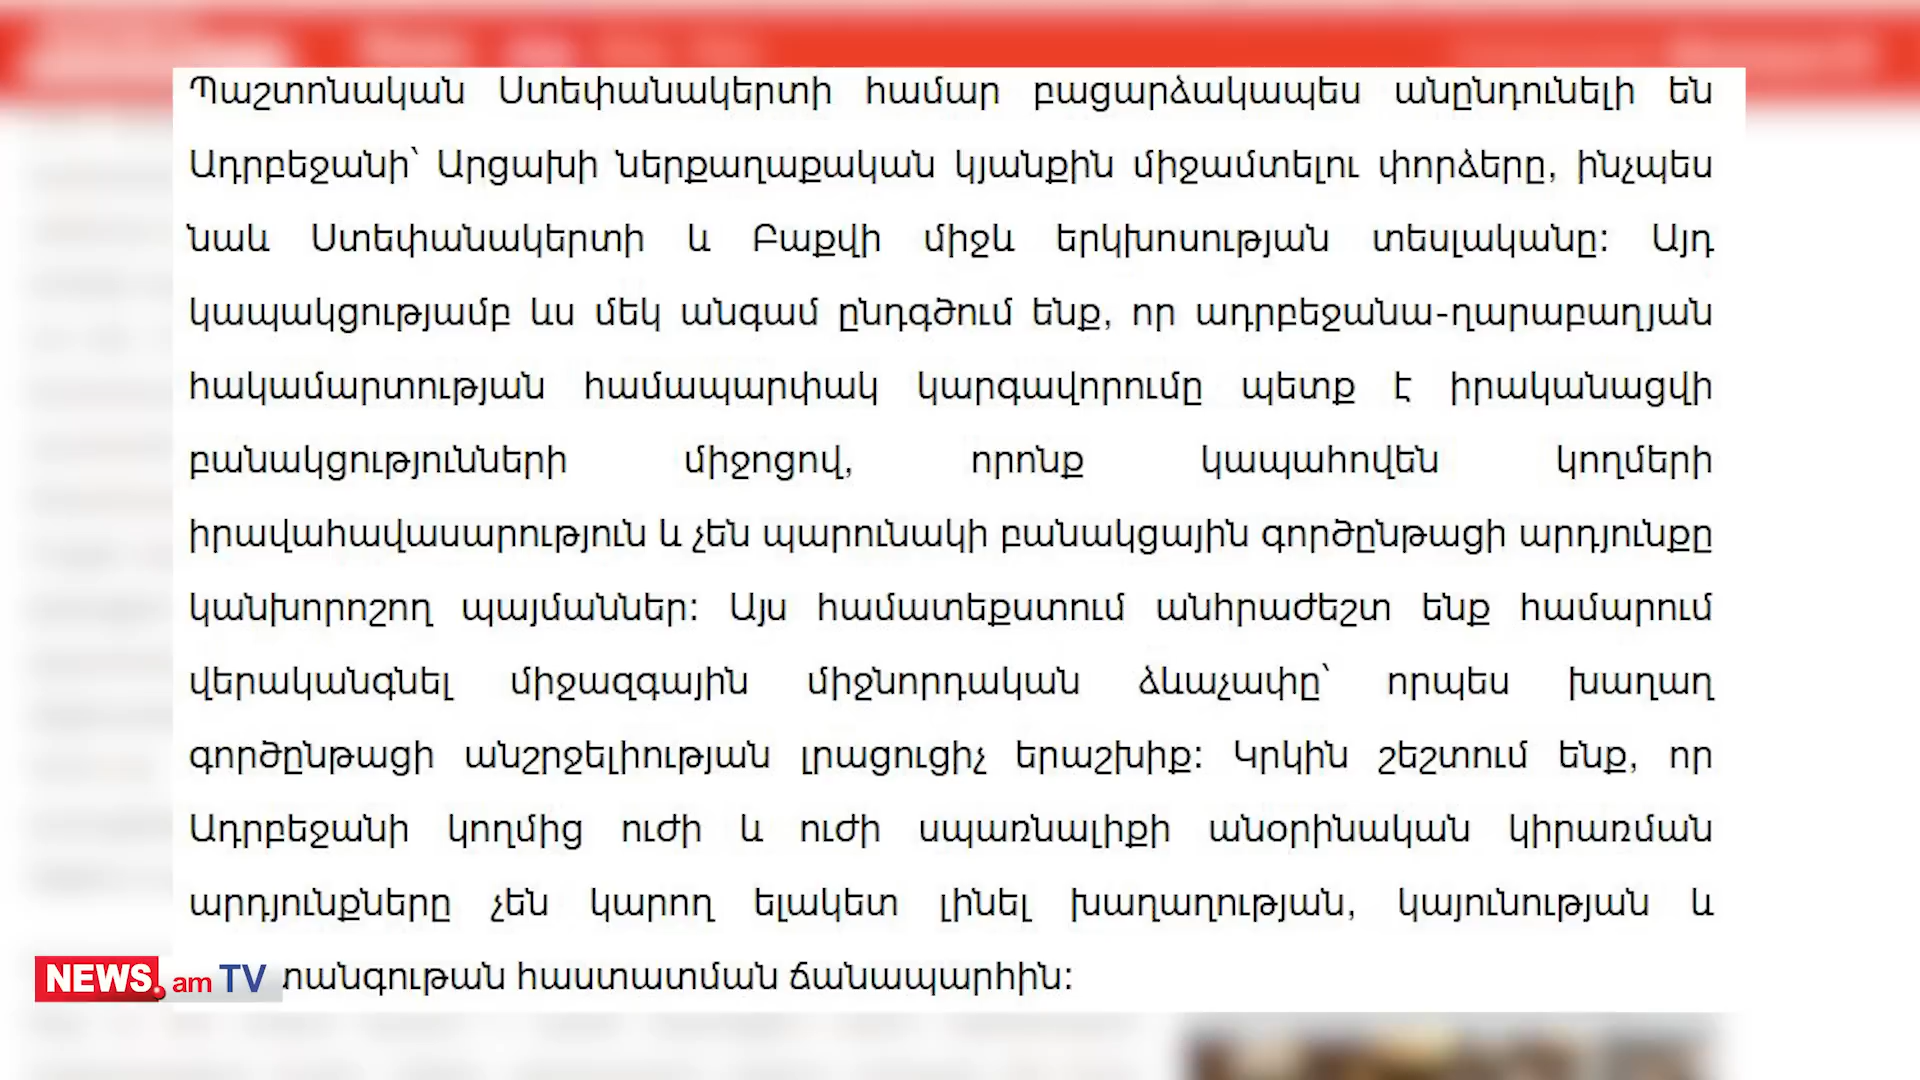 Պաշտոնական Ստեփանակերտի համար բացարձակապես անընդունելի են
Ադրբեջանի՝ Արցախի ներքաղաքական կյանքին միջամտելու փորձերը, ինչպես
նաև Ստեփանակերտի և Բաքվի միջև երկխոսության տեսլականը: Այդ
կապակցությամբ ևս մեկ անգամ ընդգծում ենք, որ ադրբեջանա-ղարաբաղյան
հակամարտության համապարփակ կարգավորումը պետք է իրականացվի
բանակցությունների միջոցով, որոնք կապահովեն կողմերի
իրավահավասարություն և չեն պարունակի բանակցային գործընթացի արդյունքը
կանխորոշող պայմաններ: Այս համատեքստում անհրաժեշտ ենք համարում
վերականգնել միջազգային միջնորդական ձևաչափը՝ որպես խաղաղ
գործընթացի անշրջելիության լրացուցիչ երաշխիք: Կրկին շեշտում ենք, որ
Ադրբեջանի կողմից ուժի և ուժի սպառնալիքի անօրինական կիրառման
արդյունքները չեն կարող ելակետ լինել խաղաղության, կայունության և
հաստատման ճանապարհին:
NEWS.am TV